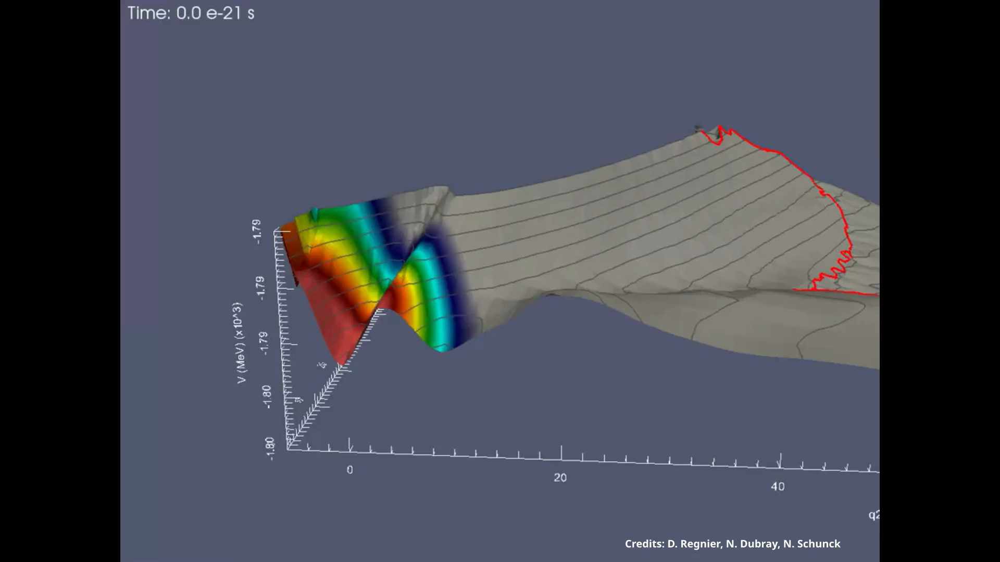 Time: 0.0 e-21 s
-1.79
-1.79
-1.79
-1.80
-1.80
V (MeV) (x10^3)
0
20
40
Credits: D. Regnier, N. Dubray, N. Schunck